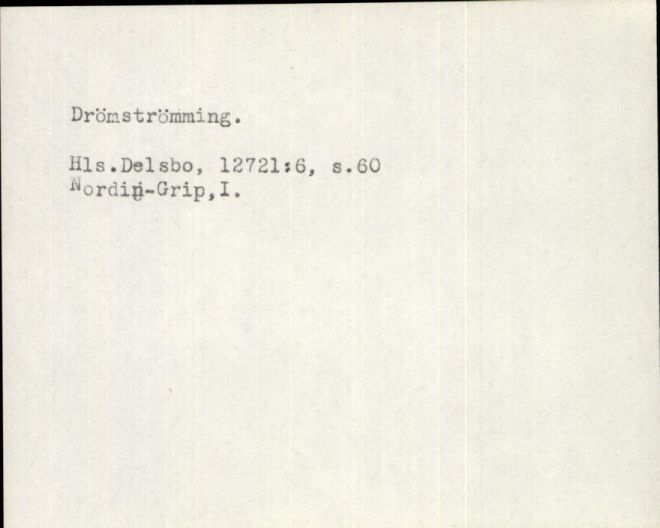 Drömströmming.
Hls.Delsbo, 12721:6, s.60
Nordin-Grip,I.